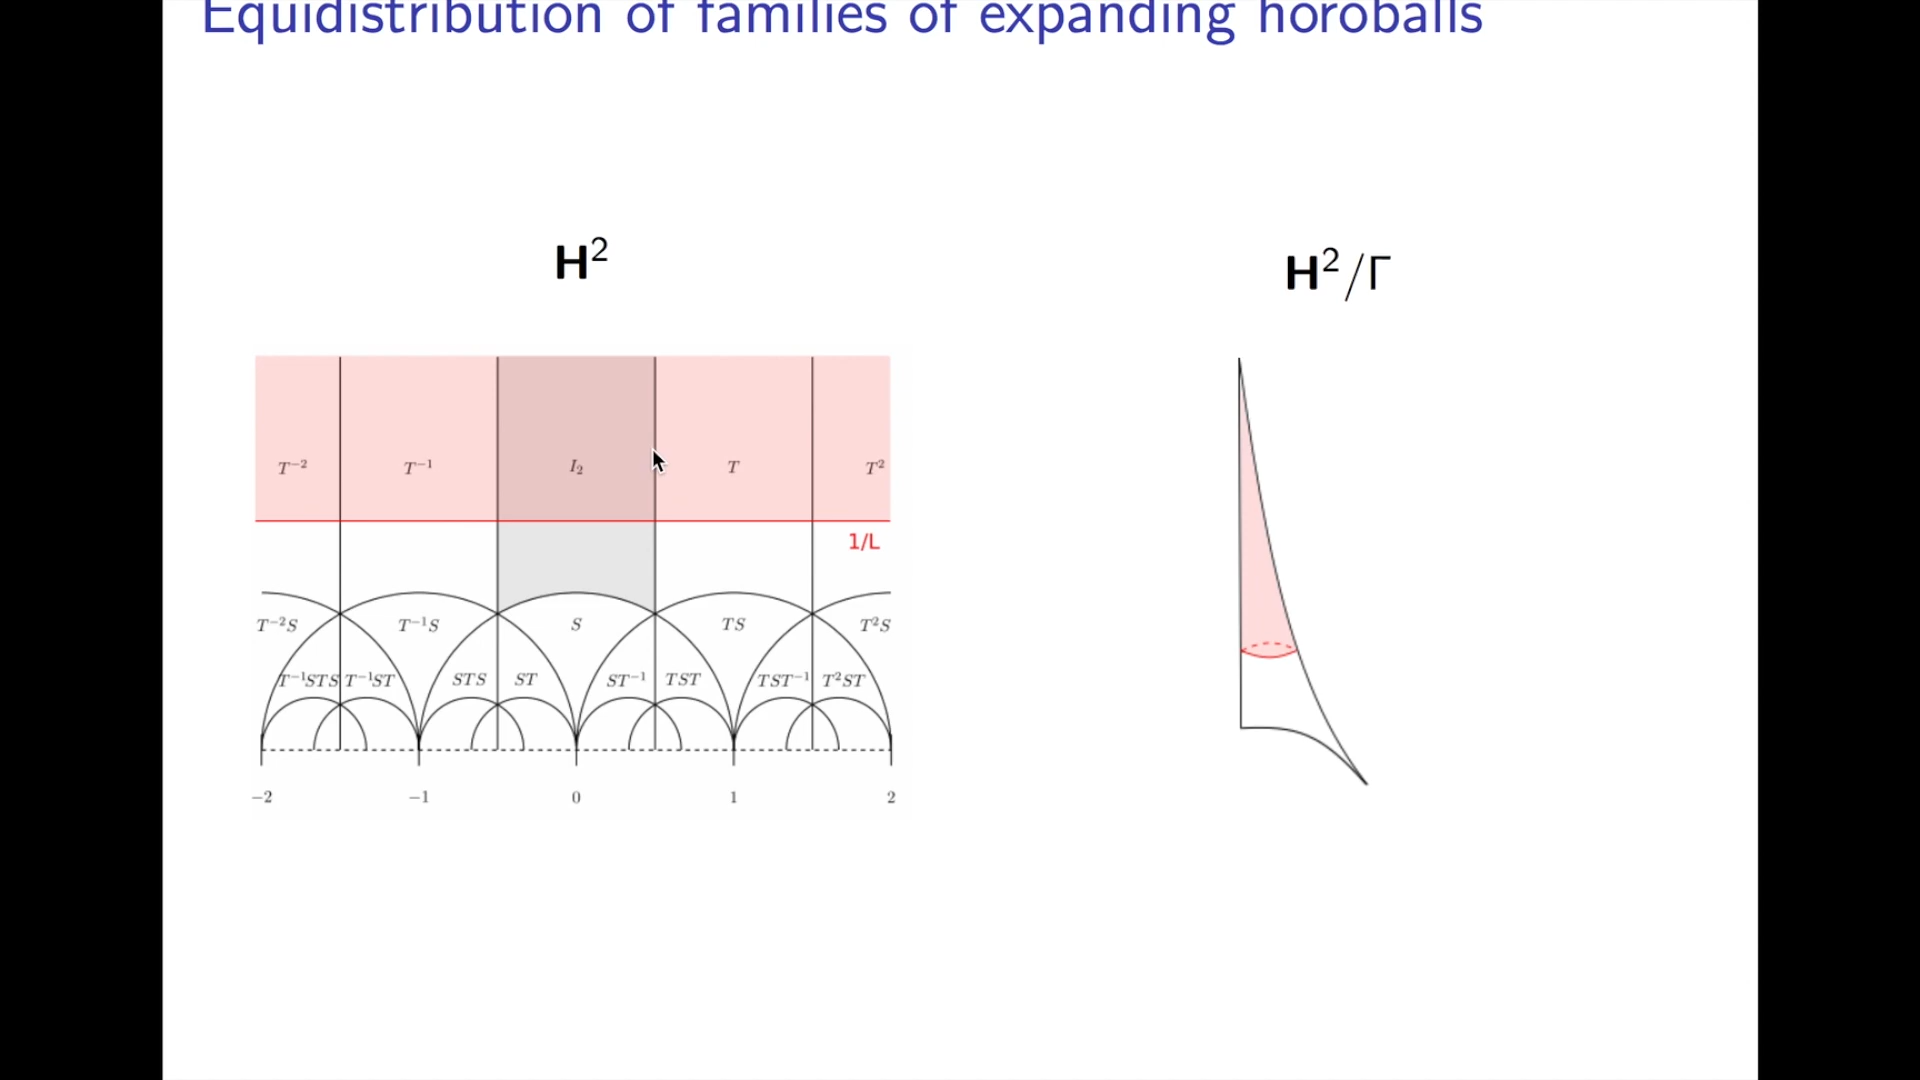 Equidistribution of families of expanding horoballs
H² H²/Γ
T⁻² T⁻¹ I₂ T T²
1/L
T⁻²S T⁻¹S S TS T²S
T⁻¹STS T⁻¹ST STS ST ST⁻¹ TST TST⁻¹ T²ST
−2 −1 0 1 2